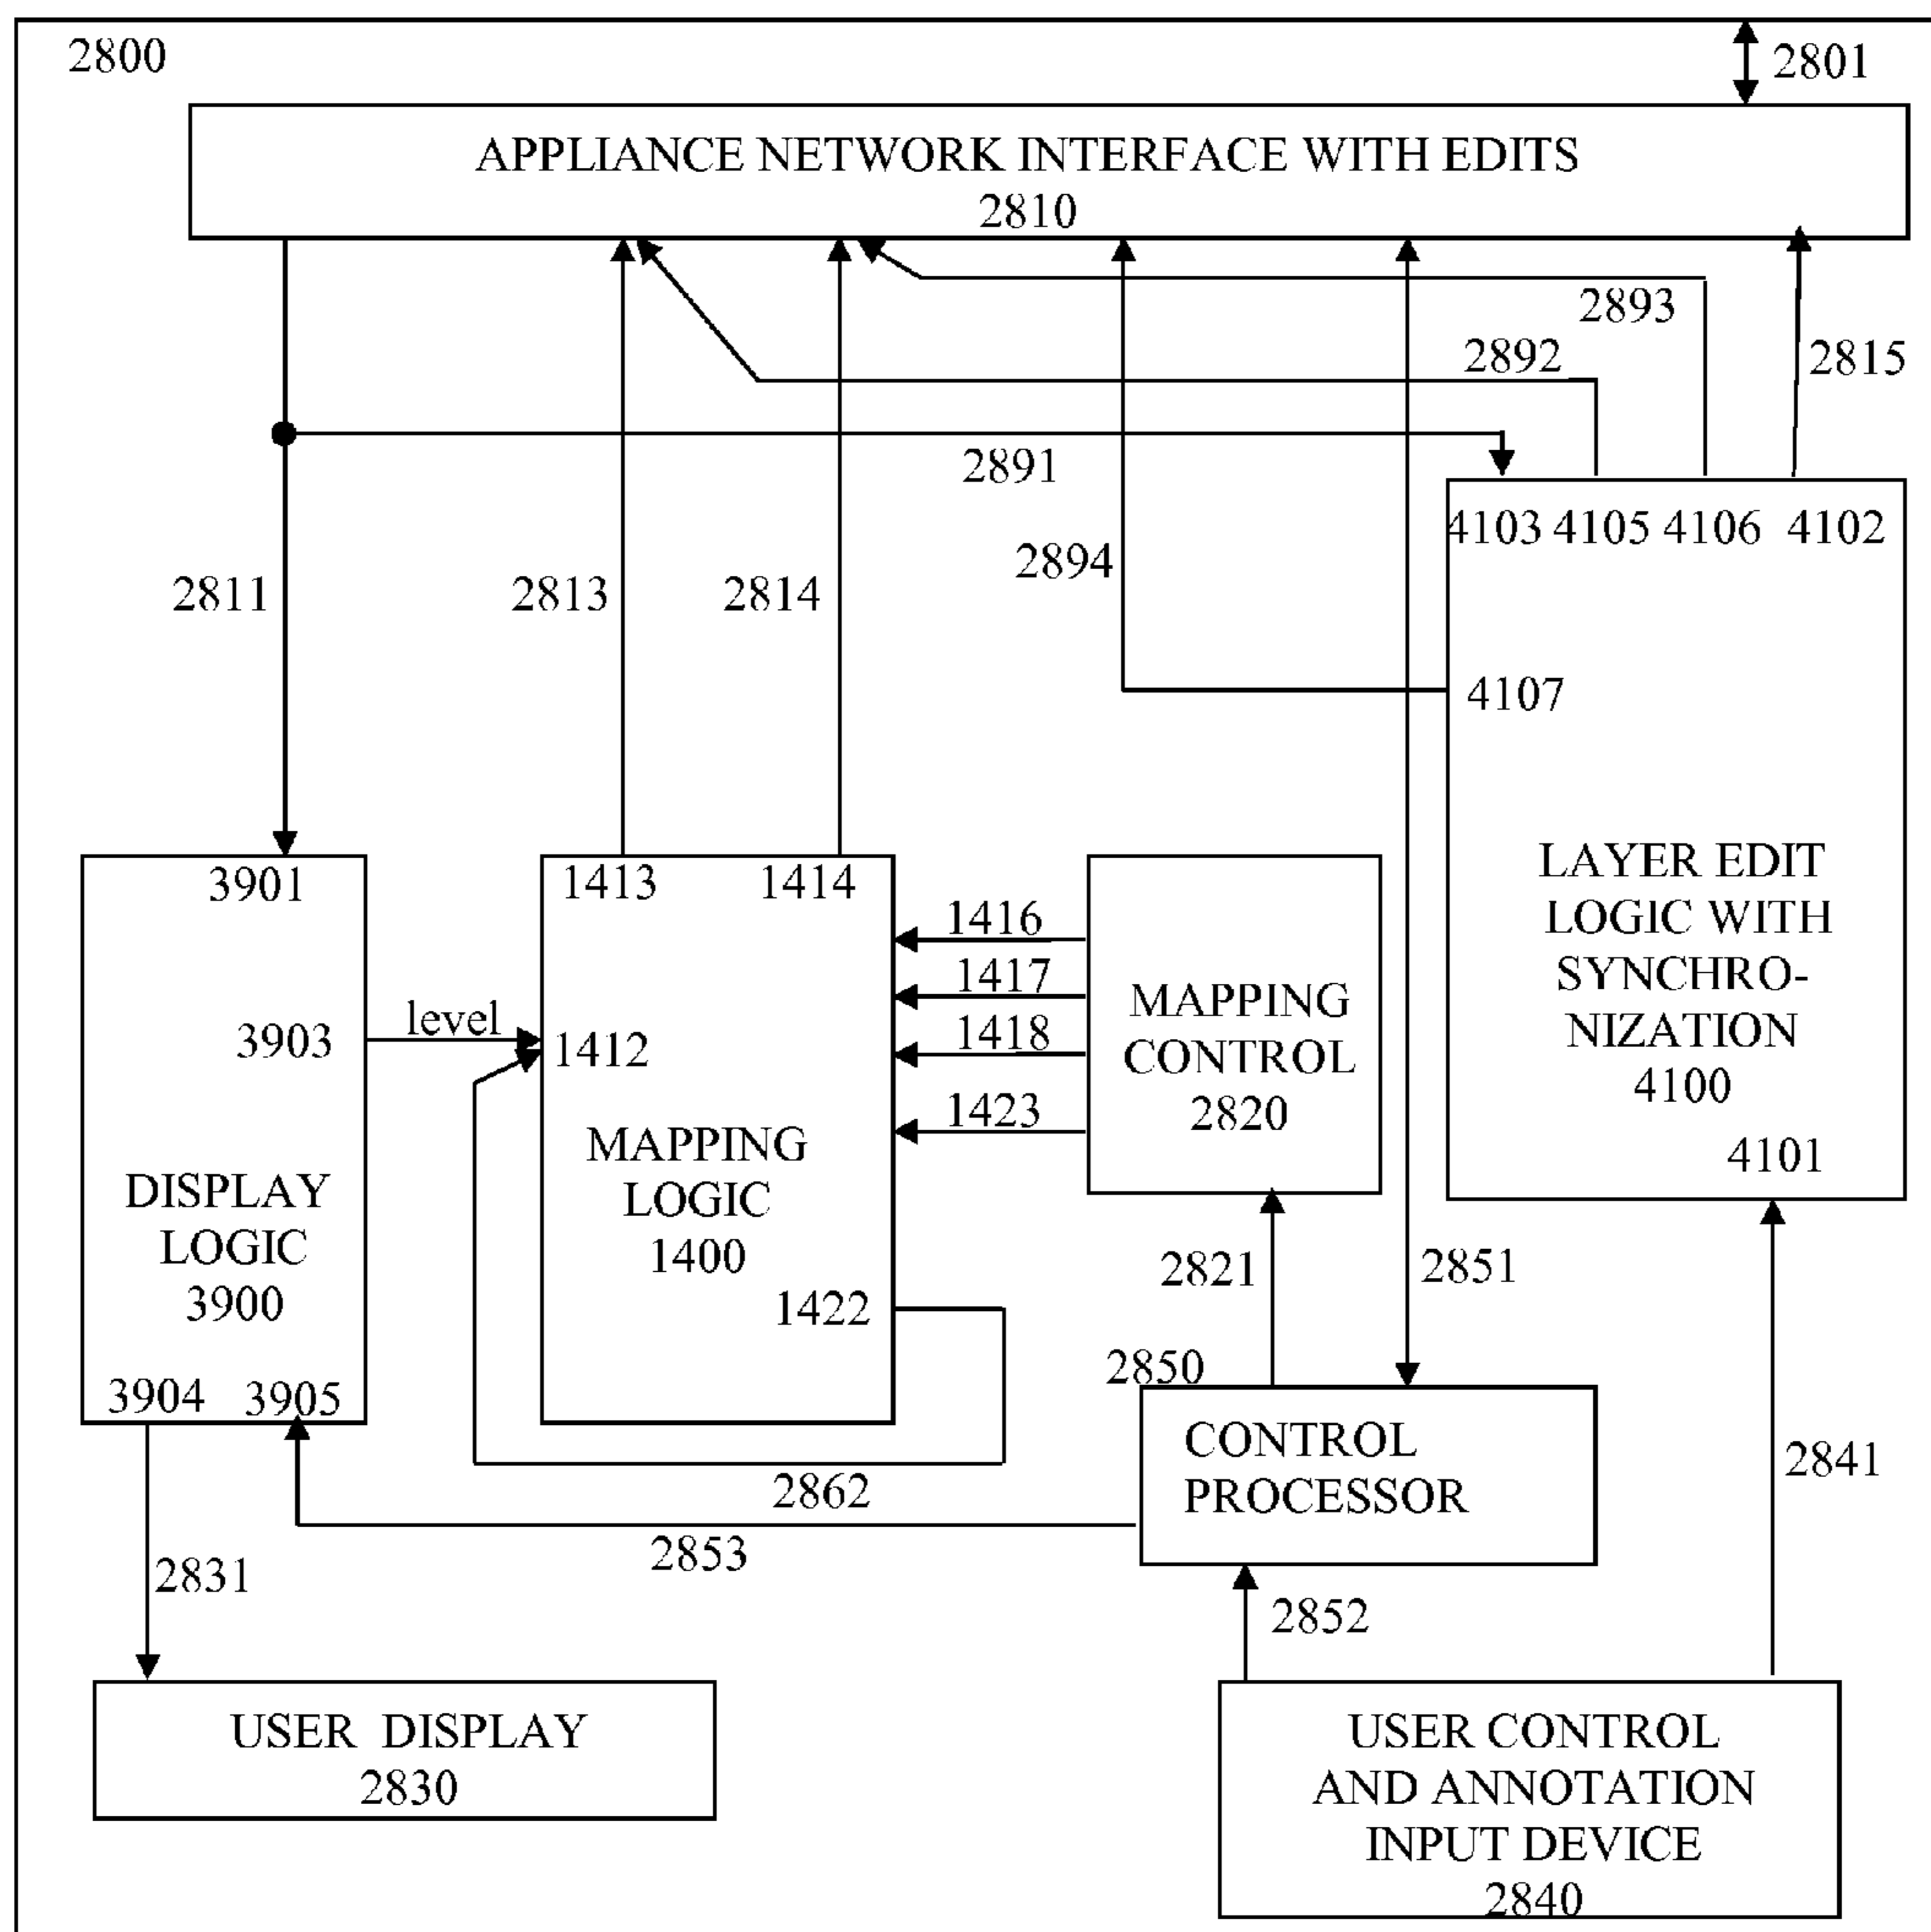 2800
2801
APPLIANCE NETWORK INTERFACE WITH EDITS
2810
2893
2892
2815
2891
4103 4105 4106 4102
2894
2811
2813
2814
4107
3901
1413
1414
1416
1417
1418
1423
level
3903
1412
MAPPING
CONTROL
2820
LAYER EDIT
LOGIC WITH
SYNCHRO-
NIZATION
4100
4101
MAPPING
LOGIC
1400
DISPLAY
LOGIC
3900
1422
2821
2851
2850
3904
3905
CONTROL
PROCESSOR
2841
2862
2853
2831
2852
USER DISPLAY
2830
USER CONTROL
AND ANNOTATION
INPUT DEVICE
2840